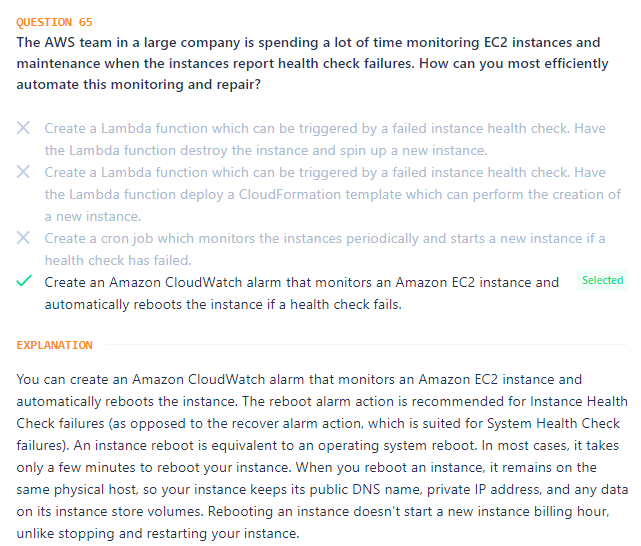 QUESTION 65
The AWS team in a large company is spending a lot of time monitoring EC2 instances and
maintenance when the instances report health check failures. How can you most efficiently
automate this monitoring and repair?
Create a Lambda function which can be triggered by a failed instance health check. Have
the Lambda function destroy the instance and spin up a new instance.
Create a Lambda function which can be triggered by a failed instance health check. Have
the Lambda function deploy a CloudFormation template which can perform the creation of
a new instance.
Create a cron job which monitors the instances periodically and starts a new instance if a
health check has failed.
Create an Amazon CloudWatch alarm that monitors an Amazon EC2 instance and Selected
automatically reboots the instance if a health check fails.
EXPLANATION
You can create an Amazon CloudWatch alarm that monitors an Amazon EC2 instance and
automatically reboots the instance. The reboot alarm action is recommended for Instance Health
Check failures (as opposed to the recover alarm action, which is suited for System Health Check
failures). An instance reboot is equivalent to an operating system reboot. In most cases, it takes
only a few minutes to reboot your instance. When you reboot an instance, it remains on the
same physical host, so your instance keeps its public DNS name, private IP address, and any data
on its instance store volumes. Rebooting an instance doesn't start a new instance billing hour,
unlike stopping and restarting your instance.